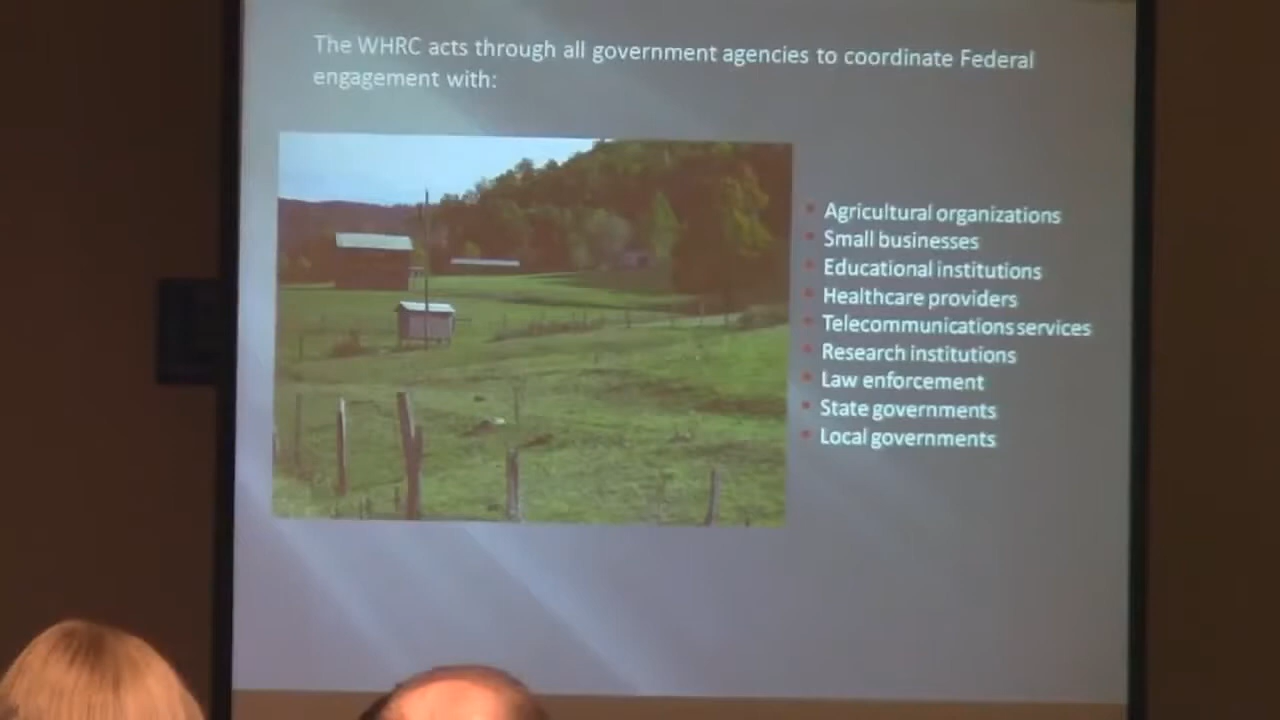 The WHRC acts through all government agencies to coordinate Federal
engagement with:
Agricultural organizations
Small businesses
Educational institutions
Healthcare providers
Telecommunications services
Research institutions
Law enforcement
State governments
Local governments